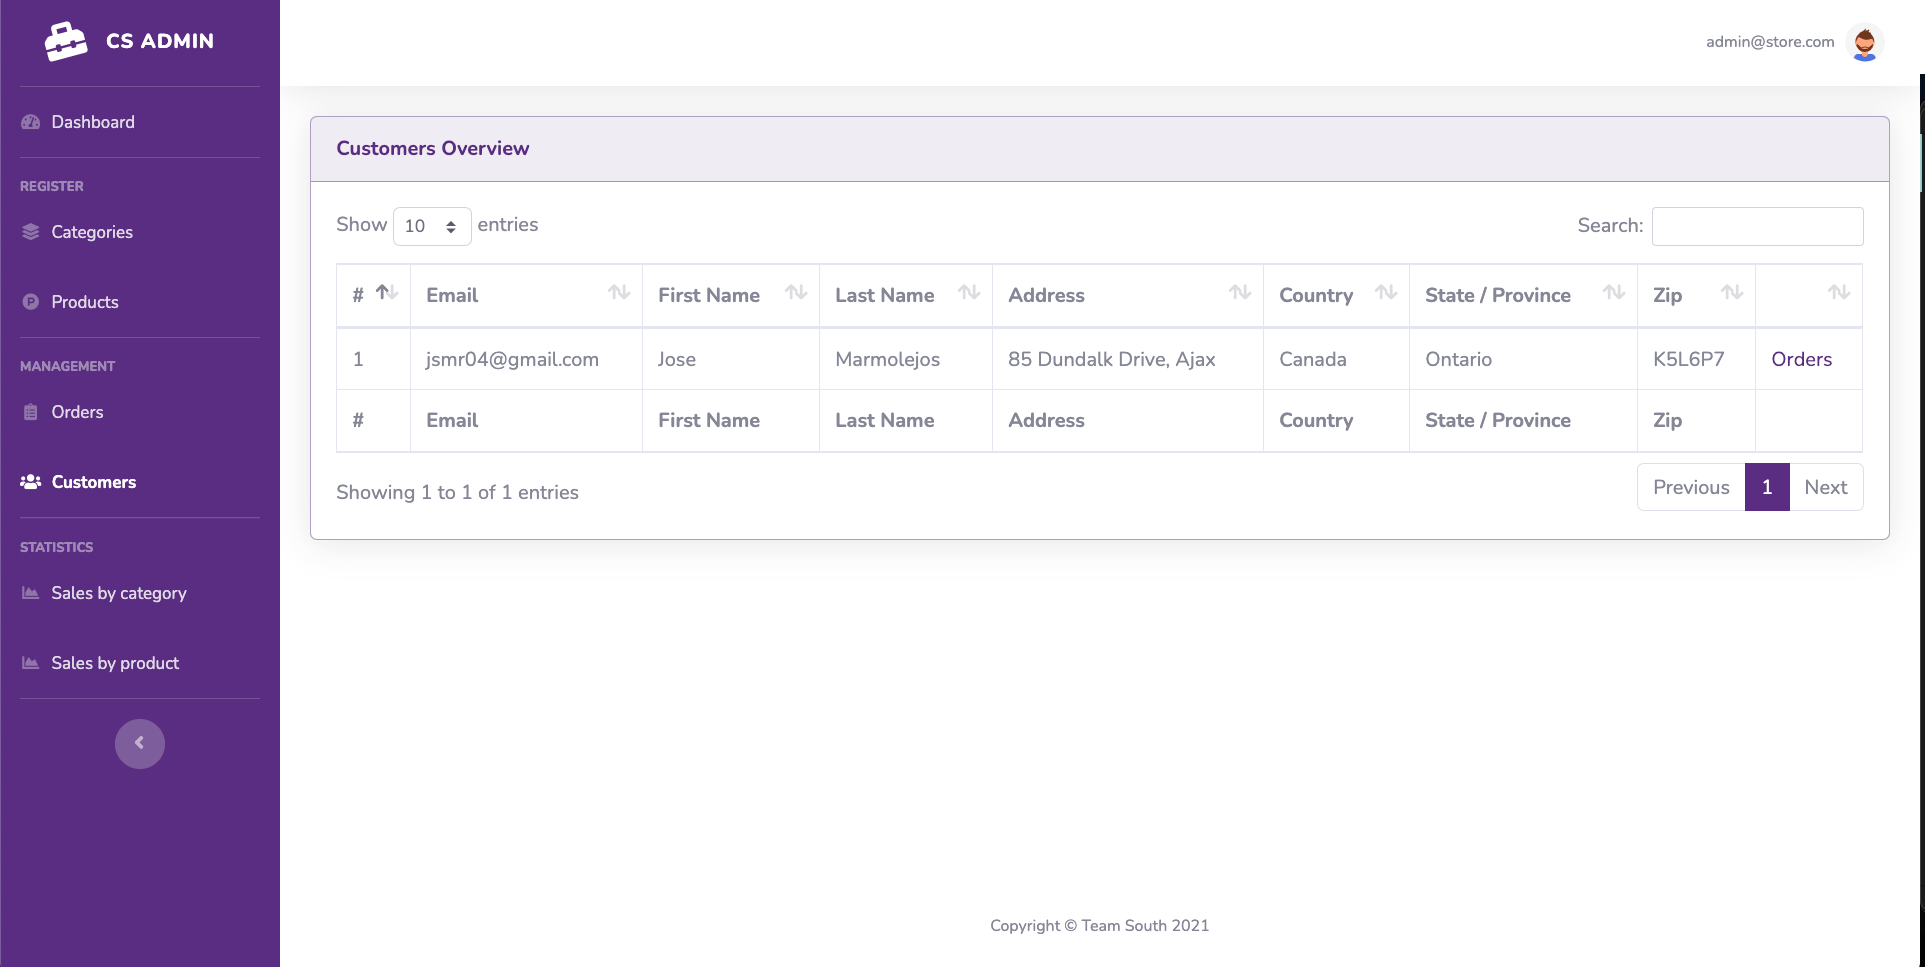 CS ADMIN
admin@store.com
Dashboard
REGISTER
Categories
P
Products
MANAGEMENT
Orders
Customers
STATISTICS
Sales by category
Sales by product
Customers Overview
Show 10 entries
Search:
# Email First Name Last Name Address Country State / Province Zip
1 jsmr04@gmail.com Jose Marmolejos 85 Dundalk Drive, Ajax Canada Ontario K5L6P7 Orders
# Email First Name Last Name Address Country State / Province Zip
Showing 1 to 1 of 1 entries
Previous 1 Next
Copyright © Team South 2021